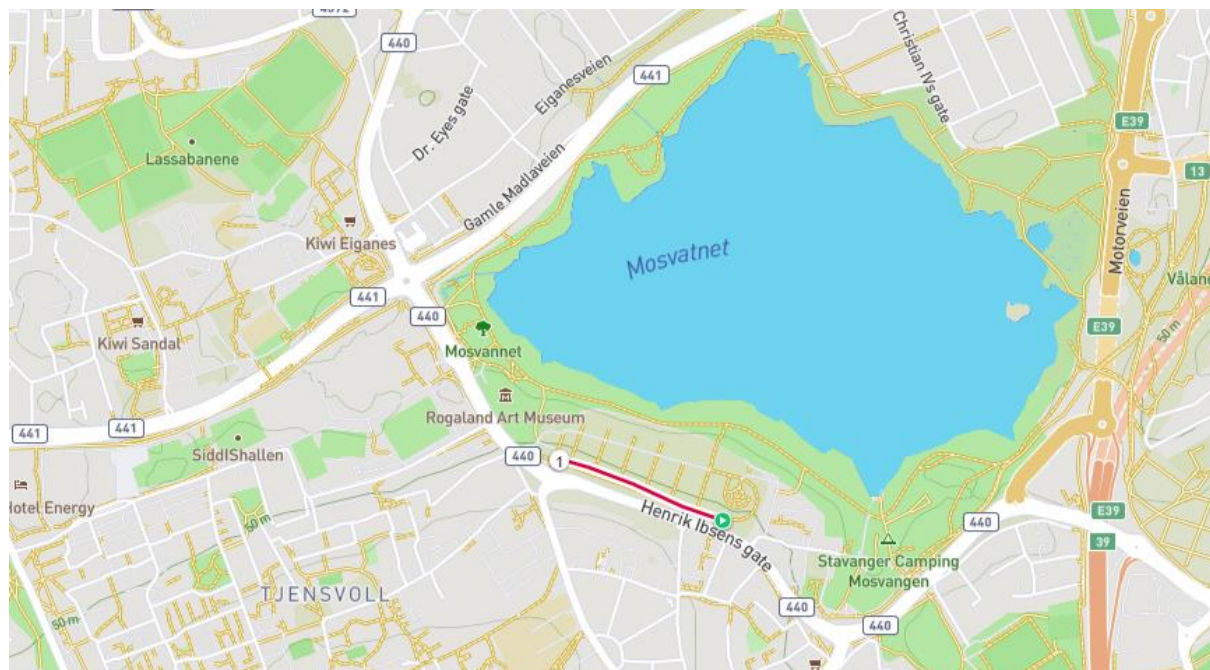 440
4572
441
Christian IVs gate
Eiganesveien
Dr. Eyes gate
E39
Lassabanene
13
Gamle Madlaveien
Motorveien
Kiwi Eiganes
Mosvatnet
Våland
441
440
E39
50 m
Kiwi Sandal
Mosvannet
Rogaland Art Museum
441
441
SiddIShallen
440
1
Hotel Energy
50 m
Henrik Ibsens gate
440
E39
39
Stavanger Camping
Mosvangen
TJENSVOLL
440
440
50 m